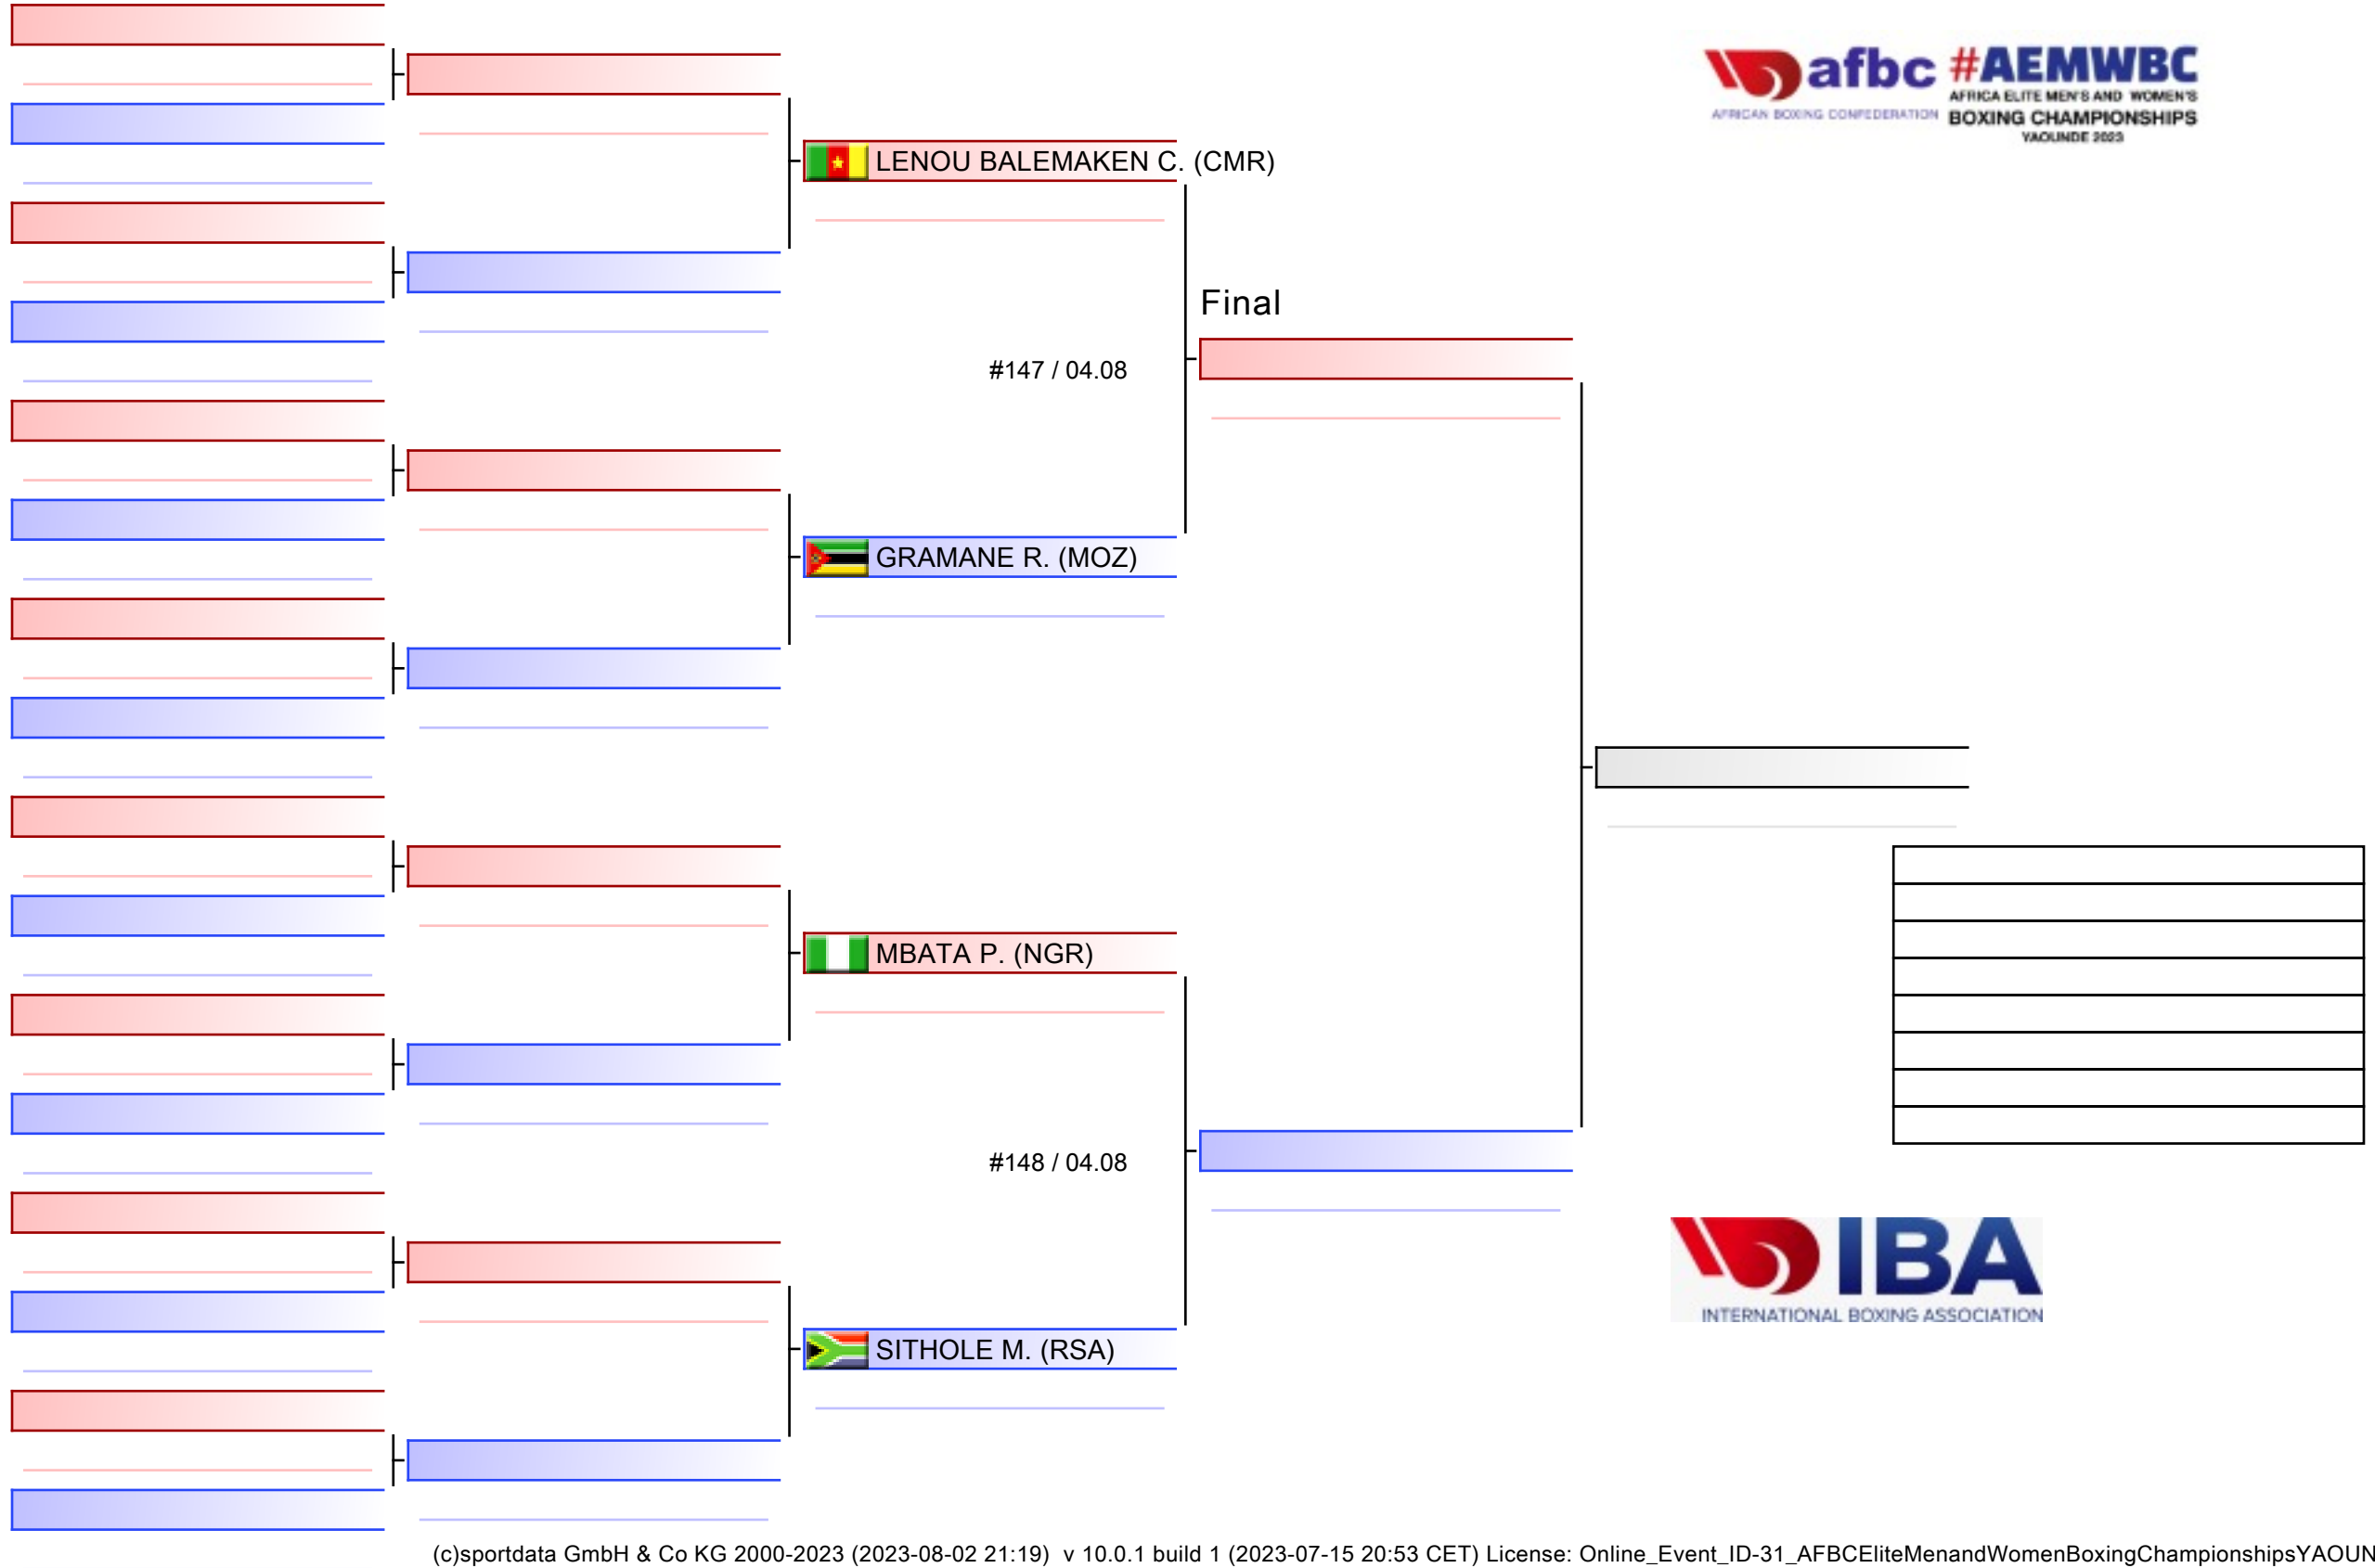 afbc #AEMWBC
AFRICAN BOXING CONFEDERATION
AFRICA ELITE MEN'S AND WOMEN'S
BOXING CHAMPIONSHIPS
YAOUNDE 2023
LENOU BALEMAKEN C. (CMR)
Final
#147 / 04.08
GRAMANE R. (MOZ)
MBATA P. (NGR)
#148 / 04.08
IBA
INTERNATIONAL BOXING ASSOCIATION
SITHOLE M. (RSA)
(c)sportdata GmbH & Co KG 2000-2023 (2023-08-02 21:19) v 10.0.1 build 1 (2023-07-15 20:53 CET) License: Online_Event_ID-31_AFBCEliteMenandWomenBoxingChampionshipsYAOUN